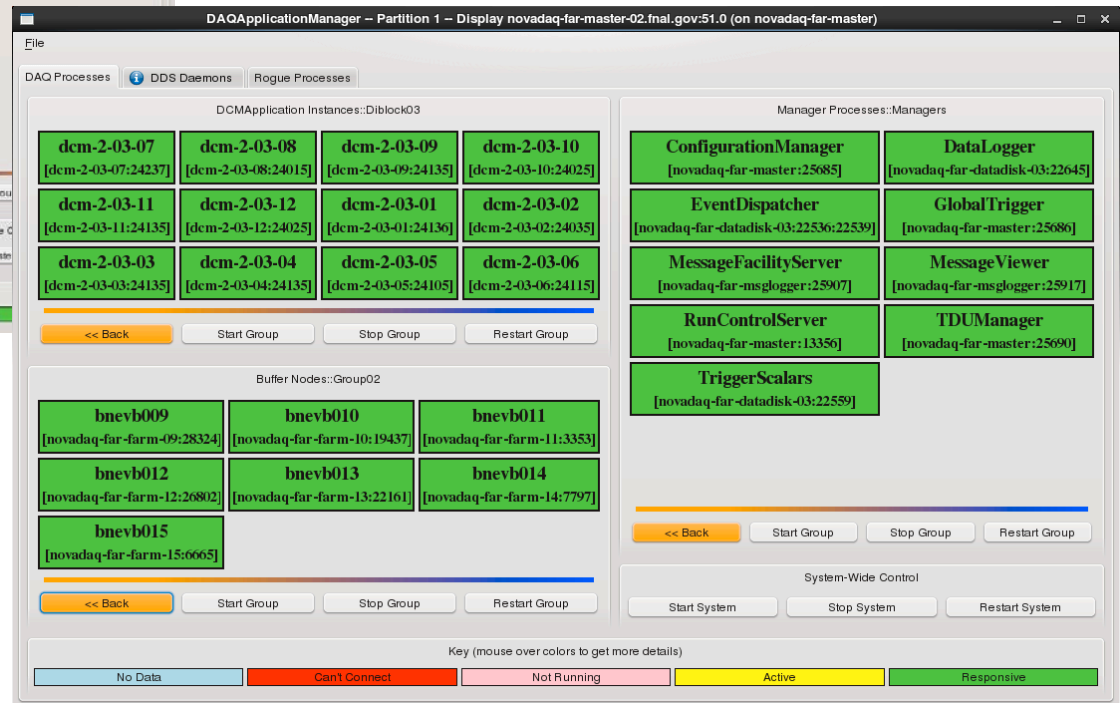 DAQApplicationManager -- Partition 1 -- Display novadaq-far-master-02.fnal.gov:51.0 (on novadaq-far-master)
File
DAQ Processes DDS Daemons Rogue Processes
DCMApplication Instances::Diblock03
dcm-2-03-07 dcm-2-03-08 dcm-2-03-09 dcm-2-03-10
[dcm-2-03-07:24237] [dcm-2-03-08:24015] [dcm-2-03-09:24135] [dcm-2-03-10:24025]
dcm-2-03-11 dcm-2-03-12 dcm-2-03-01 dcm-2-03-02
[dcm-2-03-11:24135] [dcm-2-03-12:24025] [dcm-2-03-01:24136] [dcm-2-03-02:24035]
dcm-2-03-03 dcm-2-03-04 dcm-2-03-05 dcm-2-03-06
[dcm-2-03-03:24135] [dcm-2-03-04:24135] [dcm-2-03-05:24105] [dcm-2-03-06:24115]
<< Back Start Group Stop Group Restart Group
Buffer Nodes::Group02
bnevb009 bnevb010 bnevb011
[novadaq-far-farm-09:28324] [novadaq-far-farm-10:19437] [novadaq-far-farm-11:3353]
bnevb012 bnevb013 bnevb014
[novadaq-far-farm-12:26802] [novadaq-far-farm-13:22161] [novadaq-far-farm-14:7797]
bnevb015
[novadaq-far-farm-15:6665]
<< Back Start Group Stop Group Restart Group
Manager Processes::Managers
ConfigurationManager DataLogger
[novadaq-far-master:25685] [novadaq-far-datadisk-03:22645]
EventDispatcher GlobalTrigger
[novadaq-far-datadisk-03:22536:22539] [novadaq-far-master:25686]
MessageFacilityServer MessageViewer
[novadaq-far-msglogger:25907] [novadaq-far-msglogger:25917]
RunControlServer TDUManager
[novadaq-far-master:13356] [novadaq-far-master:25690]
TriggerScalars
[novadaq-far-datadisk-03:22559]
<< Back Start Group Stop Group Restart Group
System-Wide Control
Start System Stop System Restart System
Key (mouse over colors to get more details)
No Data Can't Connect Not Running Active Responsive